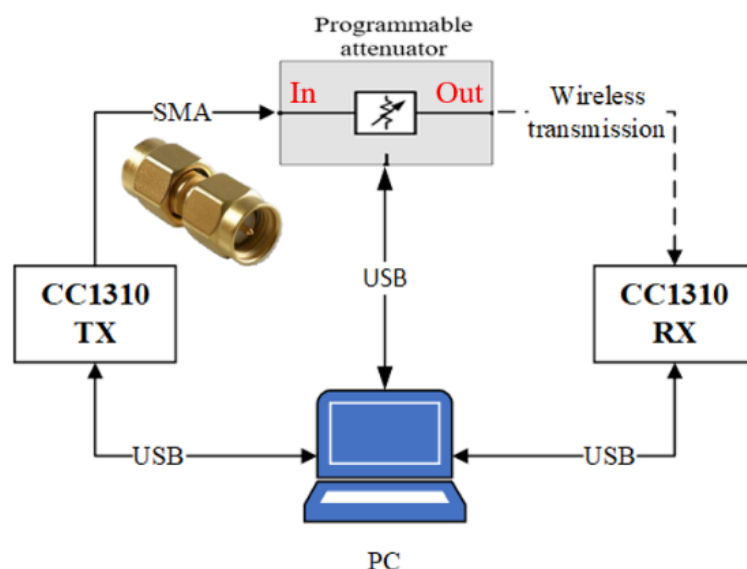 Programmable
attenuator
In
Out
SMA
Wireless
transmission
CC1310
TX
USB
CC1310
RX
USB
USB
PC